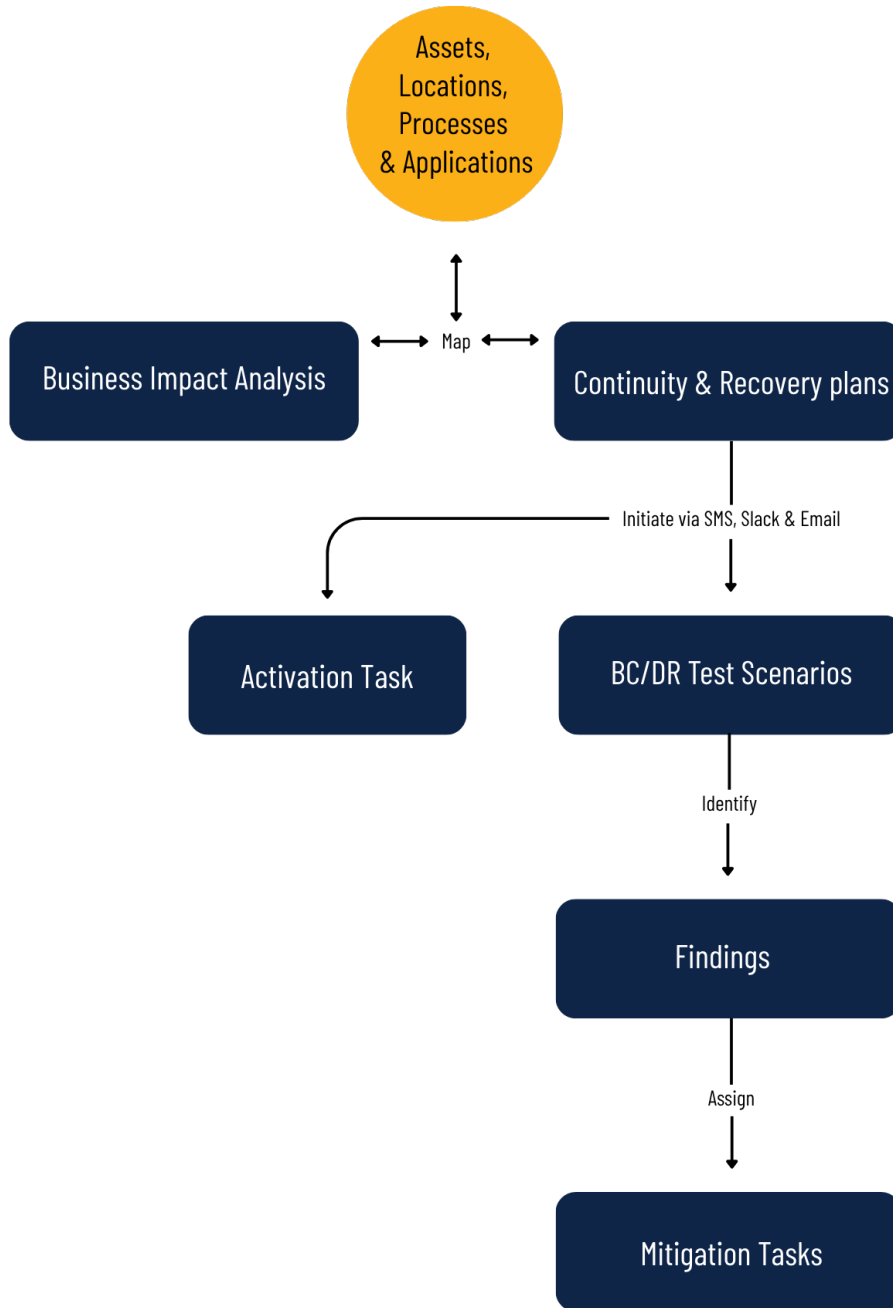 Assets,
Locations,
Processes
& Applications
Business Impact Analysis
Map
Continuity & Recovery plans
Initiate via SMS, Slack & Email
Activation Task
BC/DR Test Scenarios
Identify
Findings
Assign
Mitigation Tasks